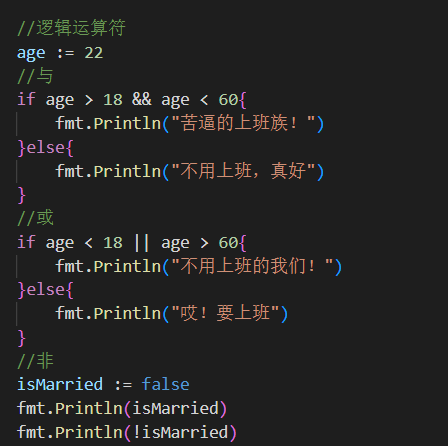 //逻辑运算符
age := 22
//与
if age > 18 && age < 60{
    fmt.Println("苦逼的上班族！")
}else{
    fmt.Println("不用上班，真好")
}
//或
if age < 18 || age > 60{
    fmt.Println("不用上班的我们！")
}else{
    fmt.Println("哎！要上班")
}
//非
isMarried := false
fmt.Println(isMarried)
fmt.Println(!isMarried)